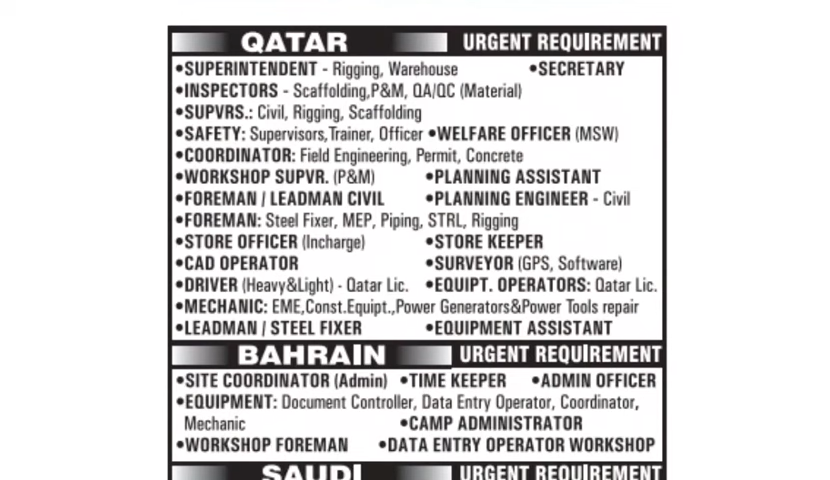 QATAR URGENT REQUIREMENT
•SUPERINTENDENT - Rigging, Warehouse •SECRETARY
•INSPECTORS - Scaffolding,P&M, QA/QC (Material)
•SUPVRS.: Civil, Rigging, Scaffolding
•SAFETY: Supervisors,Trainer, Officer •WELFARE OFFICER (MSW)
•COORDINATOR: Field Engineering, Permit, Concrete
•WORKSHOP SUPVR. (P&M) •PLANNING ASSISTANT
•FOREMAN / LEADMAN CIVIL •PLANNING ENGINEER - Civil
•FOREMAN: Steel Fixer, MEP, Piping, STRL, Rigging
•STORE OFFICER (Incharge) •STORE KEEPER
•CAD OPERATOR •SURVEYOR (GPS, Software)
•DRIVER (Heavy&Light) - Qatar Lic. •EQUIPT. OPERATORS: Qatar Lic.
•MECHANIC: EME,Const.Equipt.,Power Generators&Power Tools repair
•LEADMAN / STEEL FIXER •EQUIPMENT ASSISTANT
BAHRAIN URGENT REQUIREMENT
•SITE COORDINATOR (Admin) •TIME KEEPER •ADMIN OFFICER
•EQUIPMENT: Document Controller, Data Entry Operator, Coordinator,
Mechanic •CAMP ADMINISTRATOR
•WORKSHOP FOREMAN •DATA ENTRY OPERATOR WORKSHOP
SAUDI URGENT REQUIREMENT